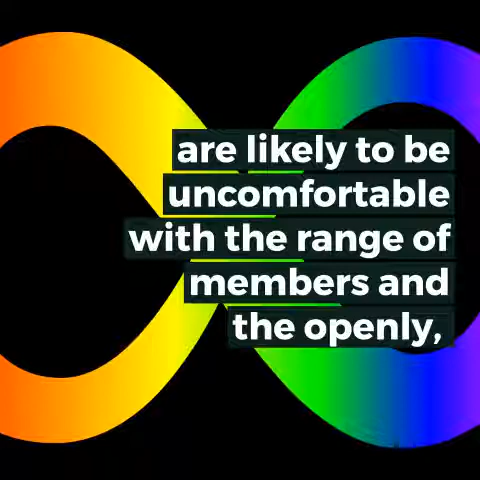 are likely to be
uncomfortable
with the range of
members and
the openly,